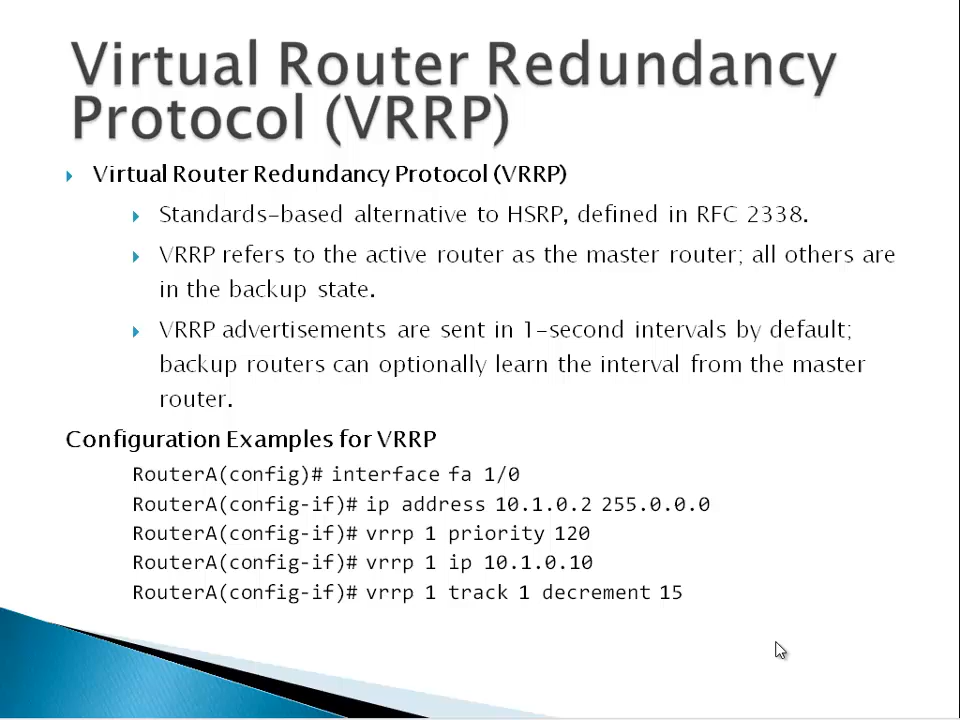 Virtual Router Redundancy
Protocol (VRRP)
Virtual Router Redundancy Protocol (VRRP)
Standards-based alternative to HSRP, defined in RFC 2338.
VRRP refers to the active router as the master router; all others are
in the backup state.
VRRP advertisements are sent in 1-second intervals by default;
backup routers can optionally learn the interval from the master
router.
Configuration Examples for VRRP
RouterA(config)# interface fa 1/0
RouterA(config-if)# ip address 10.1.0.2 255.0.0.0
RouterA(config-if)# vrrp 1 priority 120
RouterA(config-if)# vrrp 1 ip 10.1.0.10
RouterA(config-if)# vrrp 1 track 1 decrement 15